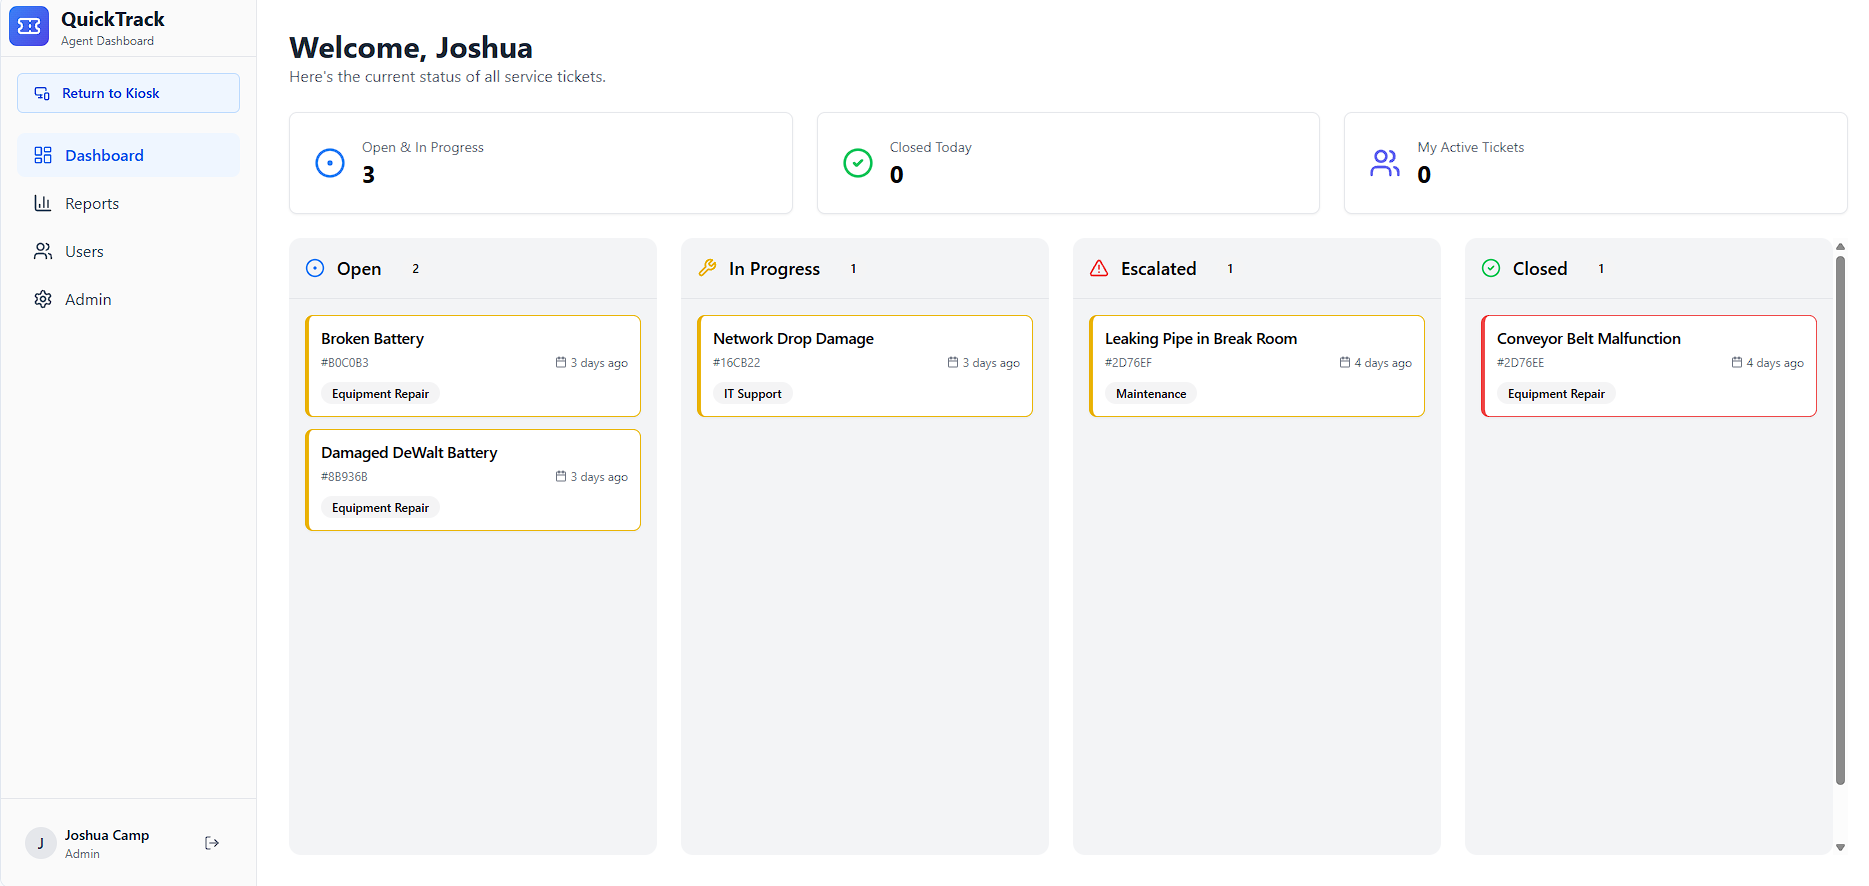 QuickTrack
Agent Dashboard
Return to Kiosk
Dashboard
Reports
Users
Admin
J
Joshua Camp
Admin
Welcome, Joshua
Here's the current status of all service tickets.
Open & In Progress
3
Closed Today
0
My Active Tickets
0
Open 2
Broken Battery
#B0C0B3 3 days ago
Equipment Repair
Damaged DeWalt Battery
#8B936B 3 days ago
Equipment Repair
In Progress 1
Network Drop Damage
#16CB22 3 days ago
IT Support
Escalated 1
Leaking Pipe in Break Room
#2D76EF 4 days ago
Maintenance
Closed 1
Conveyor Belt Malfunction
#2D76EE 4 days ago
Equipment Repair